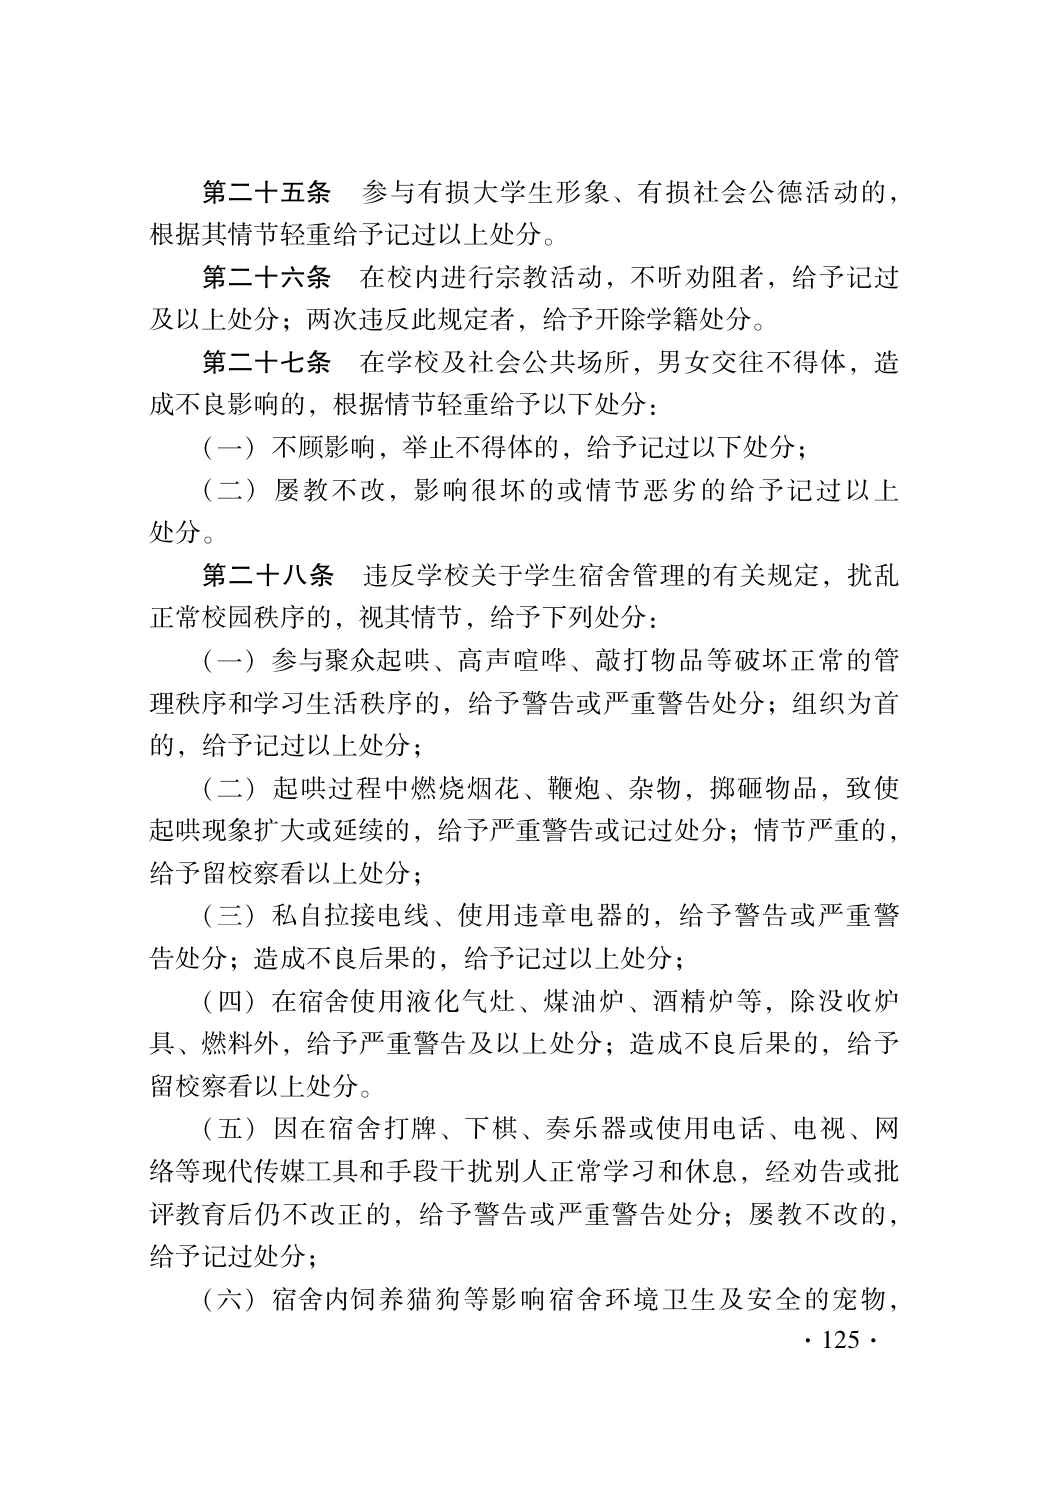 第二十五条　参与有损大学生形象、有损社会公德活动的，
根据其情节轻重给予记过以上处分。
第二十六条　在校内进行宗教活动，不听劝阻者，给予记过
及以上处分；两次违反此规定者，给予开除学籍处分。
第二十七条　在学校及社会公共场所，男女交往不得体，造
成不良影响的，根据情节轻重给予以下处分：
（一）不顾影响，举止不得体的，给予记过以下处分；
（二）屡教不改，影响很坏的或情节恶劣的给予记过以上
处分。
第二十八条　违反学校关于学生宿舍管理的有关规定，扰乱
正常校园秩序的，视其情节，给予下列处分：
（一）参与聚众起哄、高声喧哗、敲打物品等破坏正常的管
理秩序和学习生活秩序的，给予警告或严重警告处分；组织为首
的，给予记过以上处分；
（二）起哄过程中燃烧烟花、鞭炮、杂物，掷砸物品，致使
起哄现象扩大或延续的，给予严重警告或记过处分；情节严重的，
给予留校察看以上处分；
（三）私自拉接电线、使用违章电器的，给予警告或严重警
告处分；造成不良后果的，给予记过以上处分；
（四）在宿舍使用液化气灶、煤油炉、酒精炉等，除没收炉
具、燃料外，给予严重警告及以上处分；造成不良后果的，给予
留校察看以上处分。
（五）因在宿舍打牌、下棋、奏乐器或使用电话、电视、网
络等现代传媒工具和手段干扰别人正常学习和休息，经劝告或批
评教育后仍不改正的，给予警告或严重警告处分；屡教不改的，
给予记过处分；
（六）宿舍内饲养猫狗等影响宿舍环境卫生及安全的宠物，
· 125 ·